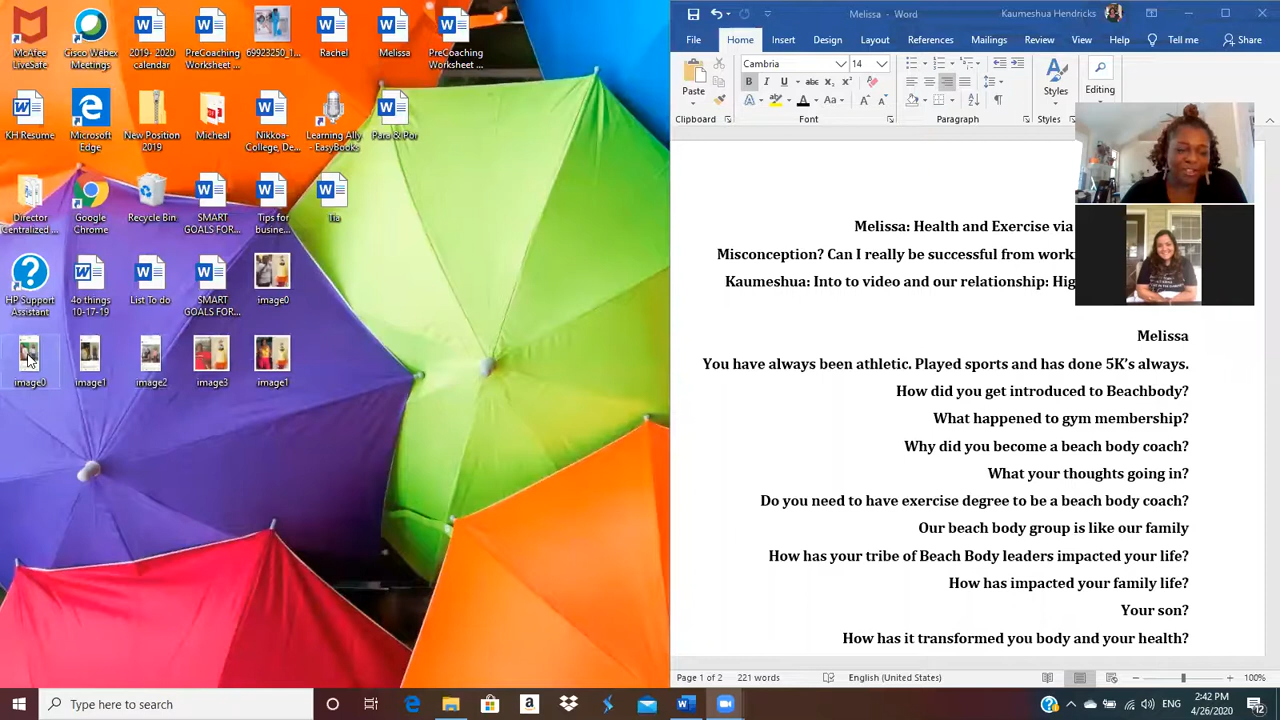 McAfee LiveSafe
Cisco Webex Meetings
2019- 2020 calendar
PreCoaching Worksheet ...
69923250_1...
Rachel
Melissa
PreCoaching Worksheet ...
KH Resume
Microsoft Edge
New Position 2019
Micheal
Nikkoa- College, De...
Learning Ally - EasyBooks
Para & Por
Director Centralized ...
Google Chrome
Recycle Bin
SMART GOALS FOR...
Tips for busine...
Tia
HP Support Assistant
4o things 10-17-19
List To do
SMART GOALS FOR...
image0
image0
image1
image2
image3
image1
Type here to search
Melissa - Word
Kaumeshua Hendricks
File Home Insert Design Layout References Mailings Review View Help Tell me Share
Paste
Cambria 14
Styles
Editing
Clipboard Font Paragraph Styles
Melissa: Health and Exercise via
Misconception? Can I really be successful from work
Kaumeshua: Into to video and our relationship: Hig
Melissa
You have always been athletic. Played sports and has done 5K's always.
How did you get introduced to Beachbody?
What happened to gym membership?
Why did you become a beach body coach?
What your thoughts going in?
Do you need to have exercise degree to be a beach body coach?
Our beach body group is like our family
How has your tribe of Beach Body leaders impacted your life?
How has impacted your family life?
Your son?
How has it transformed you body and your health?
Page 1 of 2 221 words English (United States) 100%
ENG
2:42 PM
4/26/2020